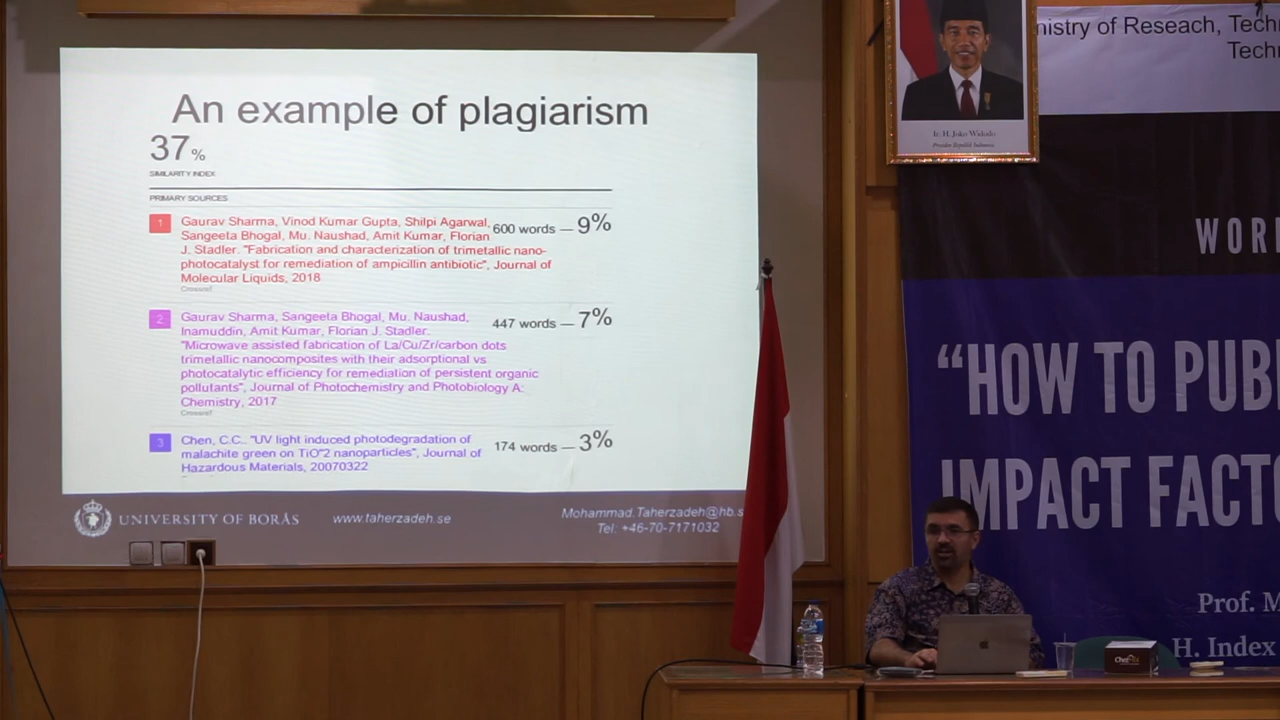 An example of plagiarism
37%
SIMILARITY INDEX
PRIMARY SOURCES
1
Gaurav Sharma, Vinod Kumar Gupta, Shilpi Agarwal,
Sangeeta Bhogal, Mu. Naushad, Amit Kumar, Florian
J. Stadler. "Fabrication and characterization of trimetallic nano-
photocatalyst for remediation of ampicillin antibiotic", Journal of
Molecular Liquids, 2018
Crossref
600 words — 9%
2
Gaurav Sharma, Sangeeta Bhogal, Mu. Naushad,
Inamuddin, Amit Kumar, Florian J. Stadler.
"Microwave assisted fabrication of La/Cu/Zr/carbon dots
trimetallic nanocomposites with their adsorptional vs
photocatalytic efficiency for remediation of persistent organic
pollutants", Journal of Photochemistry and Photobiology A:
Chemistry, 2017
Crossref
447 words — 7%
3
Chen, C.C.. "UV light induced photodegradation of
malachite green on TiO"2 nanoparticles", Journal of
Hazardous Materials, 20070322
174 words — 3%
UNIVERSITY OF BORÅS
www.taherzadeh.se
Mohammad.Taherzadeh@hb.s
Tel: +46-70-7171032
Ir. H. Joko Widodo
Presiden Republik Indonesia
nistry of Reseach, Tech
Tech
WOR
“HOW TO PUB
IMPACT FACTO
Prof. M
H. Index